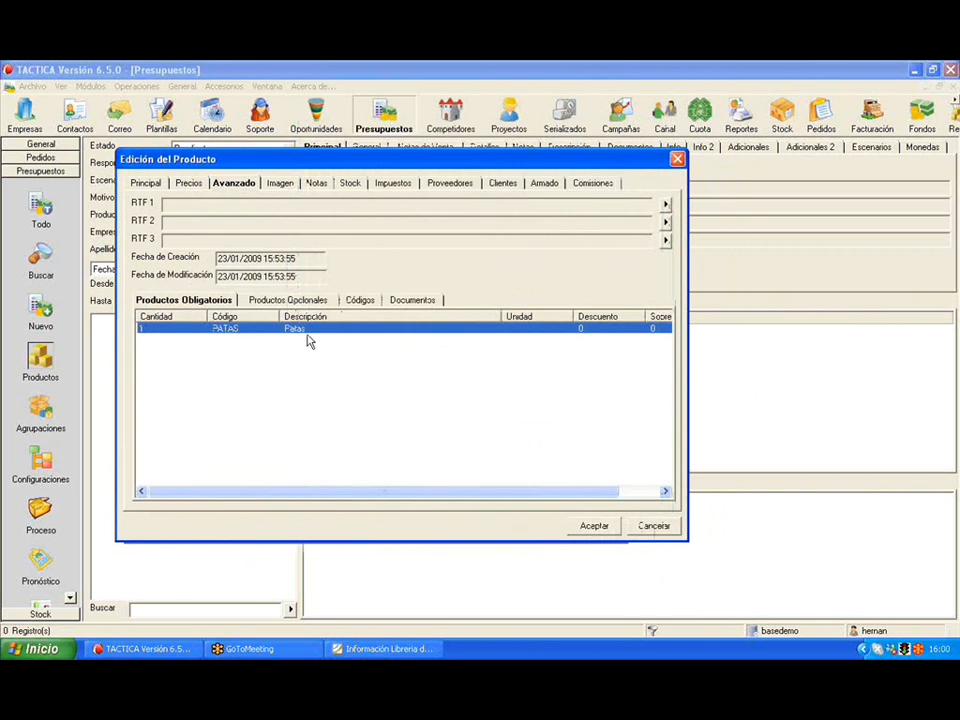 TACTICA Versión 6.5.0 - [Presupuestos]
Archivo Ver Módulos Operaciones General Accesorios Ventana Acerca de...
Empresas Contactos Correo Plantillas Calendario Soporte Oportunidades Presupuestos Competidores Proyectos Serializados Campañas Canal Cuota Reportes Stock Pedidos Facturación Fondos
General
Pedidos
Presupuestos
Todo
Buscar
Nuevo
Productos
Agrupaciones
Configuraciones
Proceso
Pronóstico
Stock
Estado
Fecha
Desde
Hasta
Buscar
Info 2 Adicionales Adicionales 2 Escenarios Monedas
Edición del Producto
Principal Precios Avanzado Imagen Notas Stock Impuestos Proveedores Clientes Armado Comisiones
RTF 1
RTF 2
RTF 3
Fecha de Creación 23/01/2009 15:53:55
Fecha de Modificación 23/01/2009 15:53:55
Productos Obligatorios Productos Opcionales Códigos Documentos
Cantidad Código Descripción Unidad Descuento Score
1 PATAS Patas 0 0
Aceptar Cancelar
0 Registro(s) basedemo hernan
Inicio TACTICA Versión 6.5... GoToMeeting Información Libreria d... 16:00